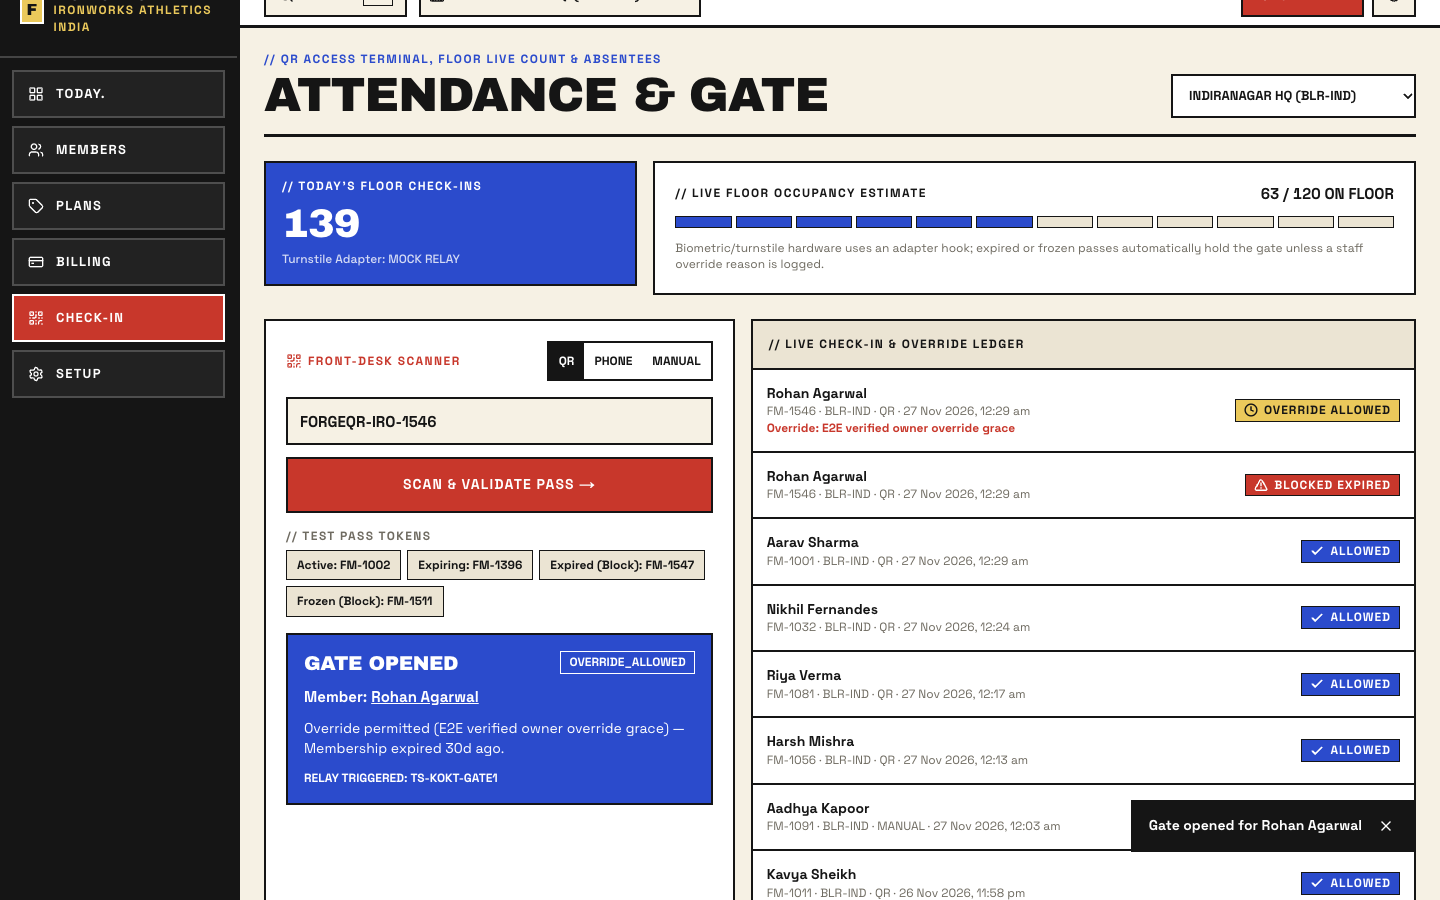 F
IRONWORKS ATHLETICS
INDIA
TODAY.
MEMBERS
PLANS
BILLING
CHECK-IN
SETUP
// QR ACCESS TERMINAL, FLOOR LIVE COUNT & ABSENTEES
ATTENDANCE & GATE
INDIRANAGAR HQ (BLR-IND)
// TODAY'S FLOOR CHECK-INS
139
Turnstile Adapter: MOCK RELAY
// LIVE FLOOR OCCUPANCY ESTIMATE
63 / 120 ON FLOOR
Biometric/turnstile hardware uses an adapter hook; expired or frozen passes automatically hold the gate unless a staff
override reason is logged.
FRONT-DESK SCANNER
QR PHONE MANUAL
FORGEQR-IRO-1546
SCAN & VALIDATE PASS →
// TEST PASS TOKENS
Active: FM-1002 Expiring: FM-1396 Expired (Block): FM-1547
Frozen (Block): FM-1511
GATE OPENED
OVERRIDE_ALLOWED
Member: Rohan Agarwal
Override permitted (E2E verified owner override grace) —
Membership expired 30d ago.
RELAY TRIGGERED: TS-KOKT-GATE1
// LIVE CHECK-IN & OVERRIDE LEDGER
Rohan Agarwal
FM-1546 · BLR-IND · QR · 27 Nov 2026, 12:29 am
Override: E2E verified owner override grace
OVERRIDE ALLOWED
Rohan Agarwal
FM-1546 · BLR-IND · QR · 27 Nov 2026, 12:29 am
BLOCKED EXPIRED
Aarav Sharma
FM-1001 · BLR-IND · QR · 27 Nov 2026, 12:29 am
ALLOWED
Nikhil Fernandes
FM-1032 · BLR-IND · QR · 27 Nov 2026, 12:24 am
ALLOWED
Riya Verma
FM-1081 · BLR-IND · QR · 27 Nov 2026, 12:17 am
ALLOWED
Harsh Mishra
FM-1056 · BLR-IND · QR · 27 Nov 2026, 12:13 am
ALLOWED
Aadhya Kapoor
FM-1091 · BLR-IND · MANUAL · 27 Nov 2026, 12:03 am
Gate opened for Rohan Agarwal
Kavya Sheikh
FM-1011 · BLR-IND · QR · 26 Nov 2026, 11:58 pm
ALLOWED